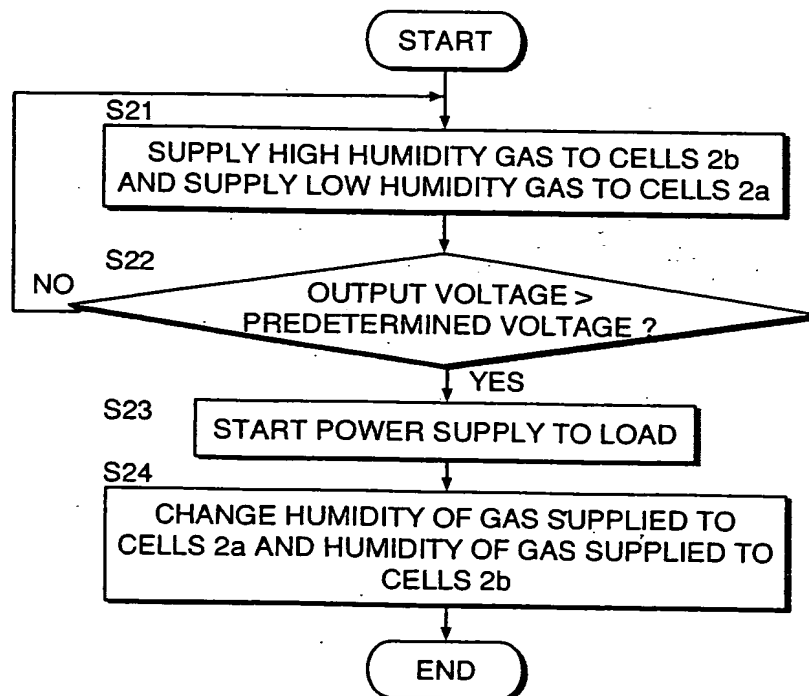 START
S21
SUPPLY HIGH HUMIDITY GAS TO CELLS 2b
AND SUPPLY LOW HUMIDITY GAS TO CELLS 2a
S22
NO
OUTPUT VOLTAGE >
PREDETERMINED VOLTAGE ?
YES
S23
START POWER SUPPLY TO LOAD
S24
CHANGE HUMIDITY OF GAS SUPPLIED TO
CELLS 2a AND HUMIDITY OF GAS SUPPLIED TO
CELLS 2b
END